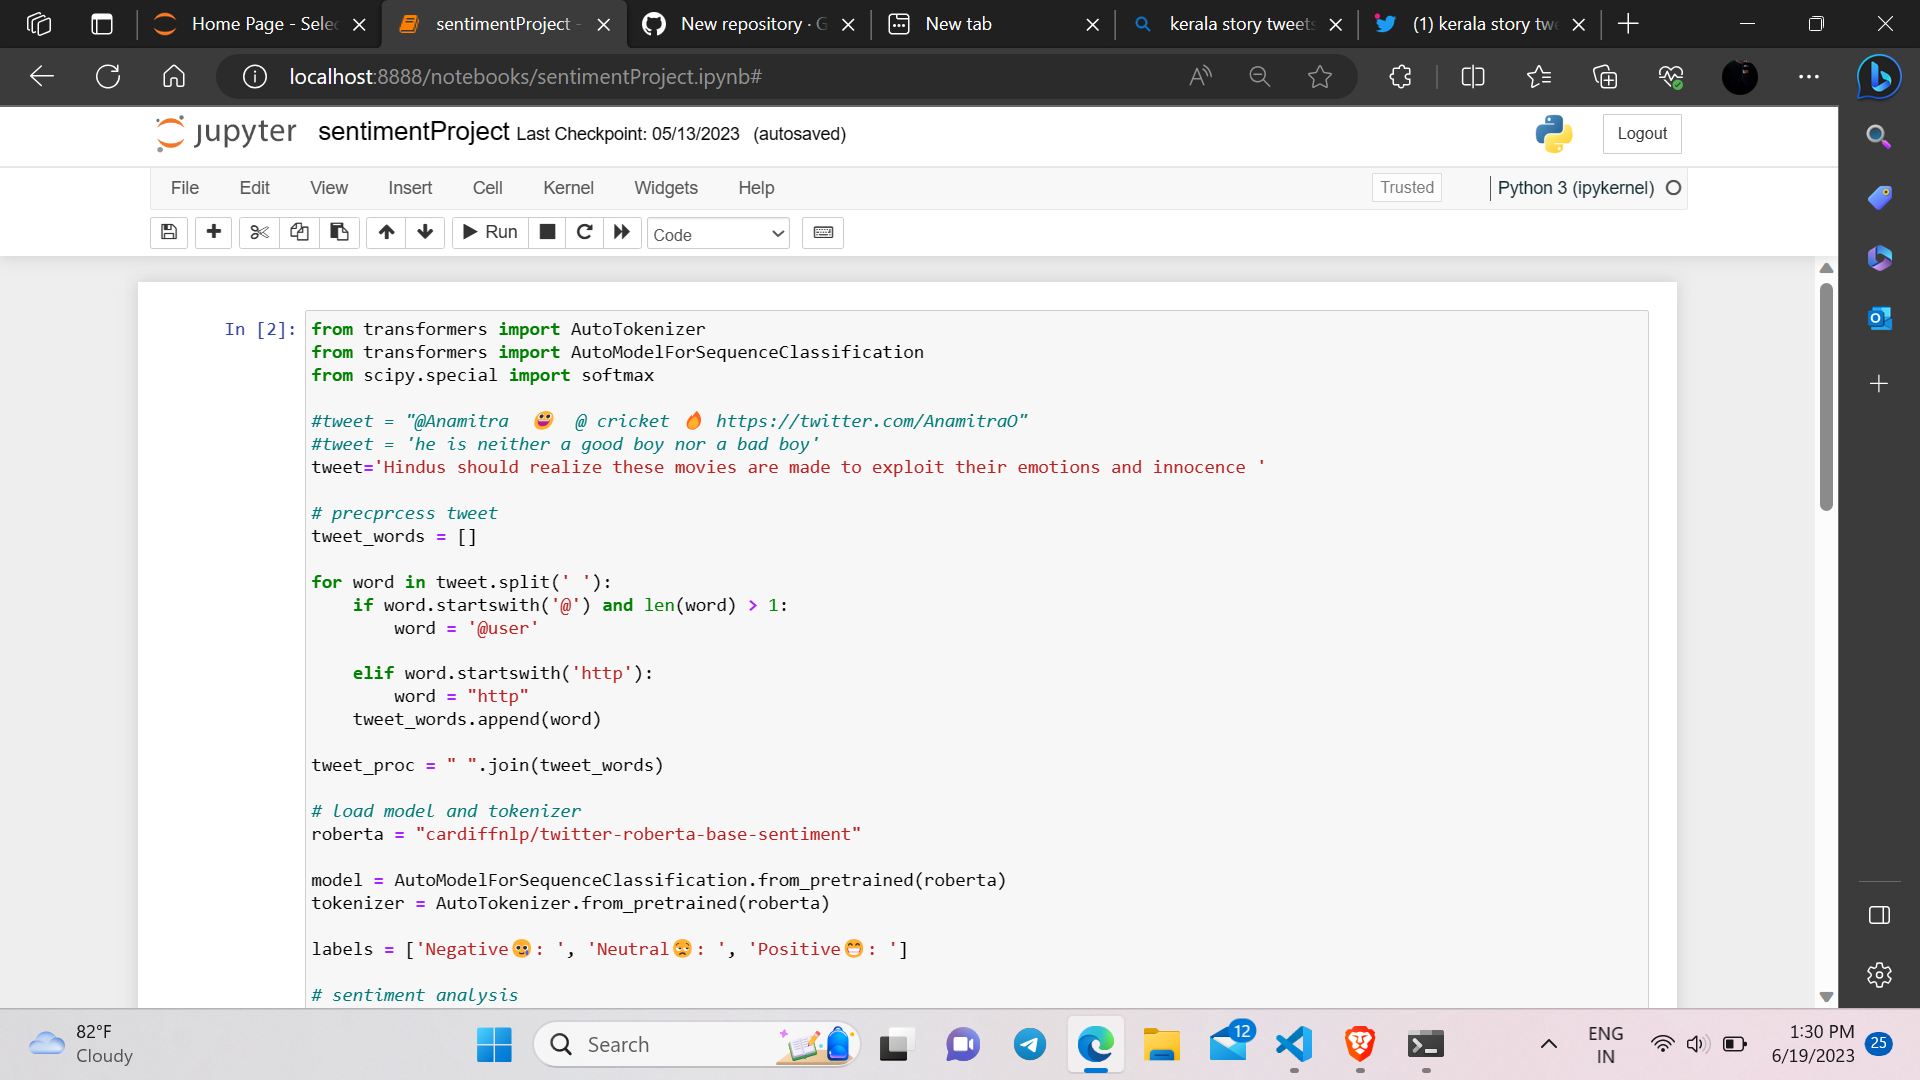 Home Page - Selec
sentimentProject -
New repository · G
New tab
kerala story tweets
(1) kerala story twe
localhost:8888/notebooks/sentimentProject.ipynb#
jupyter sentimentProject Last Checkpoint: 05/13/2023 (autosaved)
Logout
File Edit View Insert Cell Kernel Widgets Help
Trusted
Python 3 (ipykernel)
Run
Code
In [2]:
from transformers import AutoTokenizer
from transformers import AutoModelForSequenceClassification
from scipy.special import softmax
#tweet = "@Anamitra 😀 @ cricket 🔥 https://twitter.com/AnamitraO"
#tweet = 'he is neither a good boy nor a bad boy'
tweet='Hindus should realize these movies are made to exploit their emotions and innocence '
# precprcess tweet
tweet_words = []
for word in tweet.split(' '):
    if word.startswith('@') and len(word) > 1:
        word = '@user'
    elif word.startswith('http'):
        word = "http"
    tweet_words.append(word)
tweet_proc = " ".join(tweet_words)
# load model and tokenizer
roberta = "cardiffnlp/twitter-roberta-base-sentiment"
model = AutoModelForSequenceClassification.from_pretrained(roberta)
tokenizer = AutoTokenizer.from_pretrained(roberta)
labels = ['Negative😢: ', 'Neutral😟: ', 'Positive😁: ']
# sentiment analysis
82°F
Cloudy
Search
12
ENG
IN
1:30 PM
6/19/2023
25